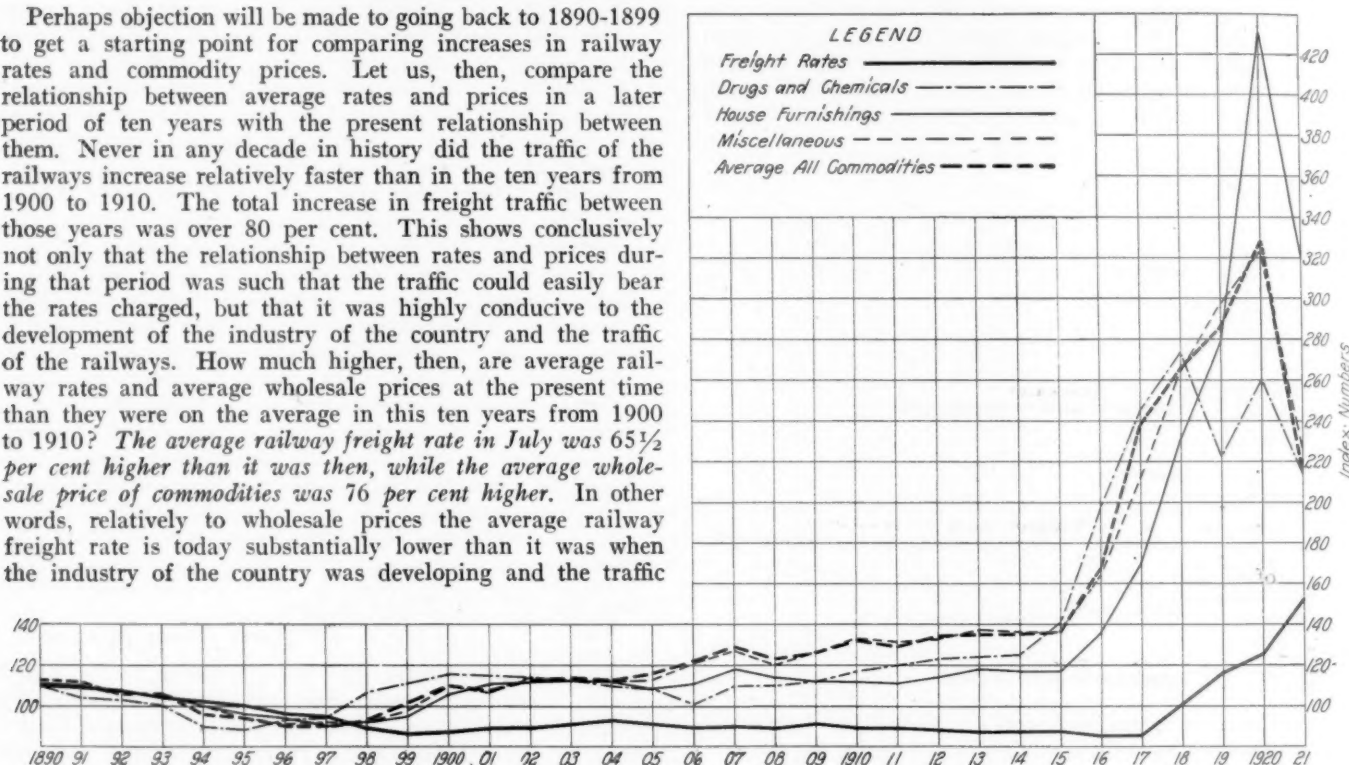 Perhaps objection will be made to going back to 1890-1899
to get a starting point for comparing increases in railway
rates and commodity prices. Let us, then, compare the
relationship between average rates and prices in a later
period of ten years with the present relationship between
them. Never in any decade in history did the traffic of the
railways increase relatively faster than in the ten years from
1900 to 1910. The total increase in freight traffic between
those years was over 80 per cent. This shows conclusively
not only that the relationship between rates and prices dur-
ing that period was such that the traffic could easily bear
the rates charged, but that it was highly conducive to the
development of the industry of the country and the traffic
of the railways. How much higher, then, are average rail-
way rates and average wholesale prices at the present time
than they were on the average in this ten years from 1900
to 1910? The average railway freight rate in July was 65½
per cent higher than it was then, while the average whole-
sale price of commodities was 76 per cent higher. In other
words, relatively to wholesale prices the average railway
freight rate is today substantially lower than it was when
the industry of the country was developing and the traffic
LEGEND
Freight Rates
Drugs and Chemicals
House Furnishings
Miscellaneous
Average All Commodities
420
400
380
360
340
320
300
280
260
240
220
200
180
160
140
120
100
Index Numbers
140
120
100
1890 91 92 93 94 95 96 97 98 99 1900 01 02 03 04 05 06 07 08 09 1910 11 12 13 14 15 16 17 18 19 1920 21